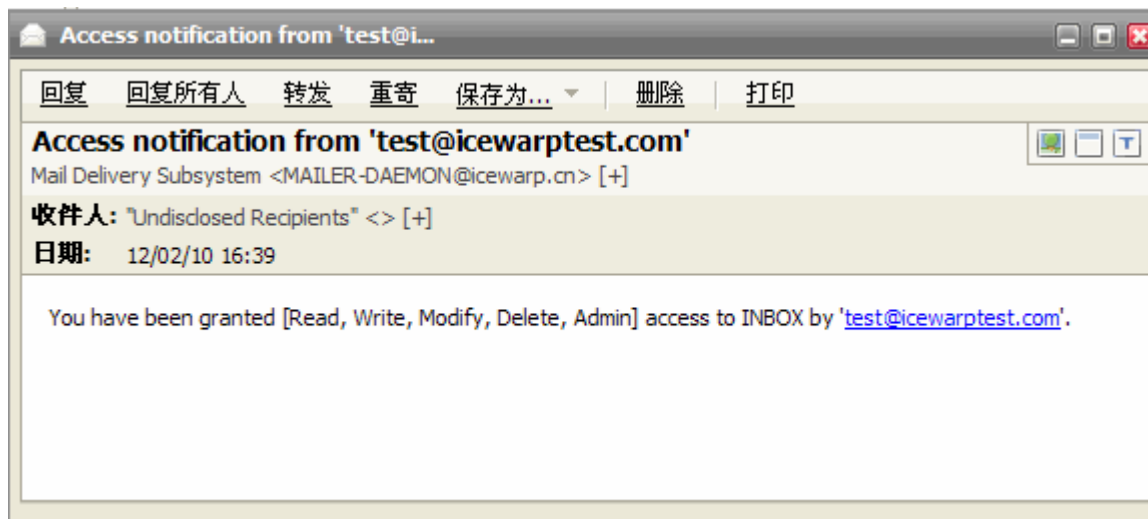 Access notification from 'test@i...
回复 回复所有人 转发 重寄 保存为... 删除 打印
Access notification from 'test@icewarptest.com'
Mail Delivery Subsystem <MAILER-DAEMON@icewarp.cn> [+]
收件人: "Undisclosed Recipients" <> [+]
日期: 12/02/10 16:39
You have been granted [Read, Write, Modify, Delete, Admin] access to INBOX by 'test@icewarptest.com'.